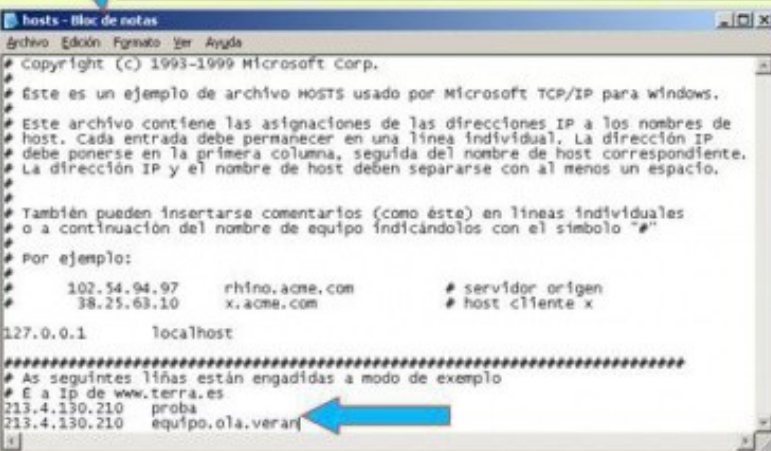 hosts - Bloc de notas
Archivo Edición Formato Ver Ayuda
# Copyright (c) 1993-1999 Microsoft Corp.
#
# Éste es un ejemplo de archivo HOSTS usado por Microsoft TCP/IP para Windows.
#
# Este archivo contiene las asignaciones de las direcciones IP a los nombres de
# host. Cada entrada debe permanecer en una línea individual. La dirección IP
# debe ponerse en la primera columna, seguida del nombre de host correspondiente.
# La dirección IP y el nombre de host deben separarse con al menos un espacio.
#
#
# También pueden insertarse comentarios (como éste) en líneas individuales
# o a continuación del nombre de equipo indicándolos con el símbolo "#"
#
# Por ejemplo:
#
# 102.54.94.97 rhino.acme.com # servidor origen
# 38.25.63.10 x.acme.com # host cliente x

127.0.0.1 localhost

########################################################################
# As seguintes liñas están engadidas a modo de exemplo
# É a Ip de www.terra.es
213.4.130.210 proba
213.4.130.210 equipo.ola.veran